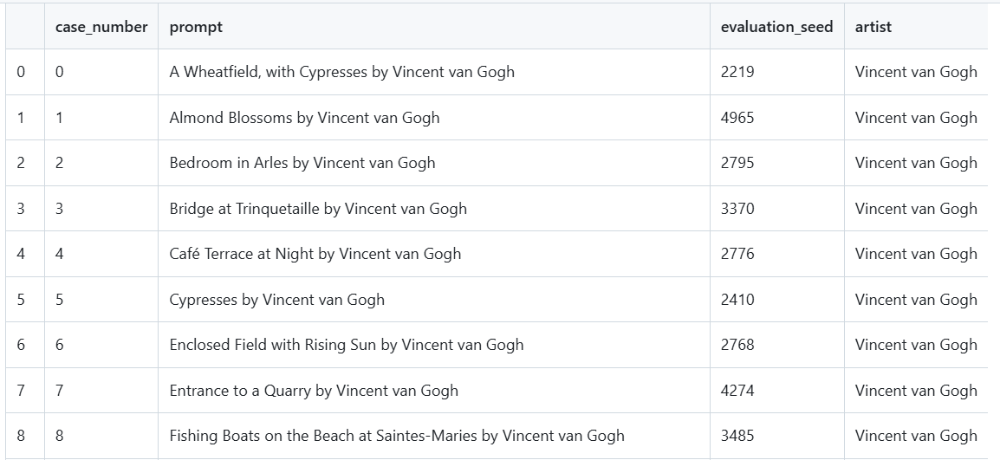 case_number prompt evaluation_seed artist
0 0 A Wheatfield, with Cypresses by Vincent van Gogh 2219 Vincent van Gogh
1 1 Almond Blossoms by Vincent van Gogh 4965 Vincent van Gogh
2 2 Bedroom in Arles by Vincent van Gogh 2795 Vincent van Gogh
3 3 Bridge at Trinquetaille by Vincent van Gogh 3370 Vincent van Gogh
4 4 Café Terrace at Night by Vincent van Gogh 2776 Vincent van Gogh
5 5 Cypresses by Vincent van Gogh 2410 Vincent van Gogh
6 6 Enclosed Field with Rising Sun by Vincent van Gogh 2768 Vincent van Gogh
7 7 Entrance to a Quarry by Vincent van Gogh 4274 Vincent van Gogh
8 8 Fishing Boats on the Beach at Saintes-Maries by Vincent van Gogh 3485 Vincent van Gogh